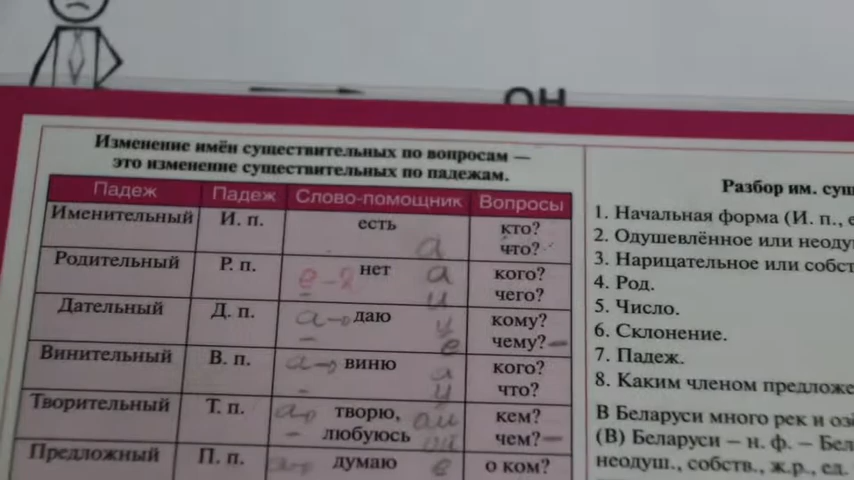 ОН
Изменение имён существительных по вопросам —
это изменение существительных по падежам.
Падеж Падеж Слово-помощник Вопросы
Именительный И. п. есть кто?
что?
а
Родительный Р. п. нет а кого?
чего?
и
Дательный Д. п. а даю у кому?
чему?
е
Винительный В. п. а виню а кого?
что?
у
Творительный Т. п. творю, кем?
любуюсь чем?
Предложный П. п. думаю е о ком?
Разбор им. сущ
1. Начальная форма (И. п., е
2. Одушевлённое или неоду
3. Нарицательное или собст
4. Род.
5. Число.
6. Склонение.
7. Падеж.
8. Каким членом предложе
В Беларуси много рек и озё
(В) Беларуси – н. ф. – Бел
неодуш., собств., ж.р., ед.